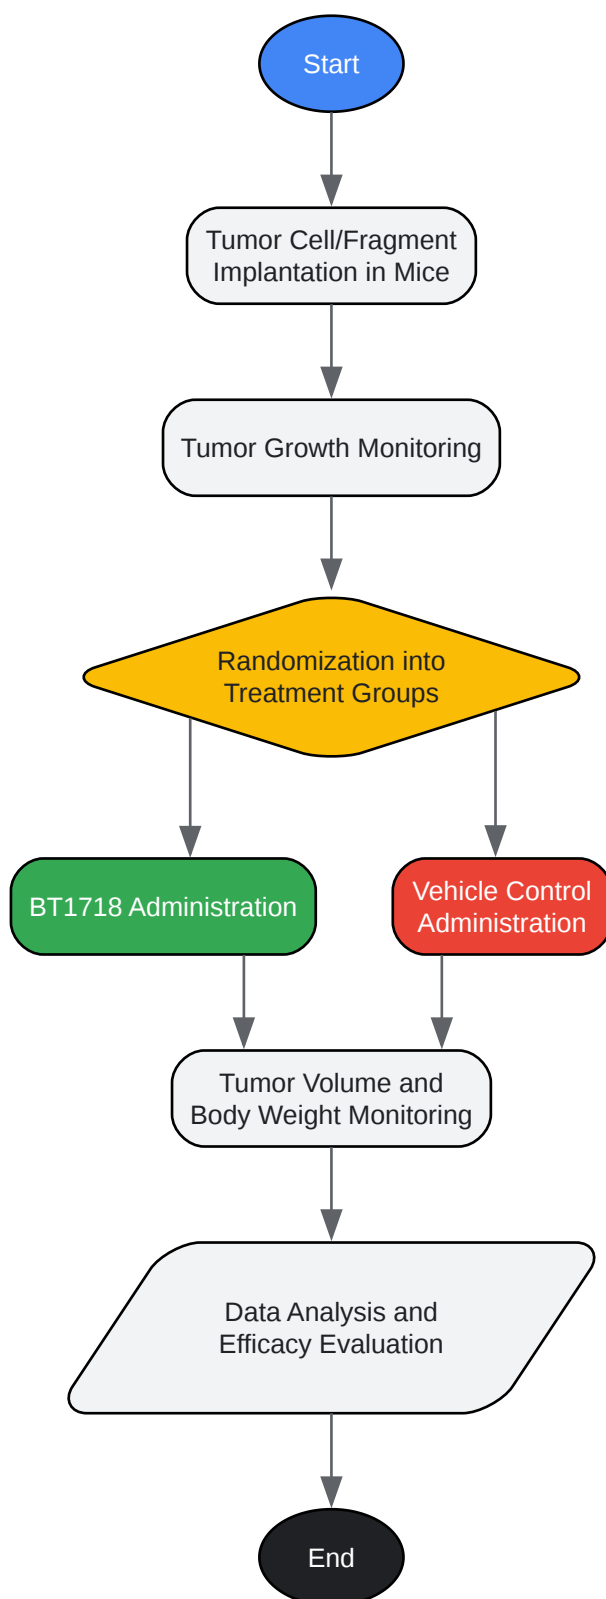 Start
Tumor Cell/Fragment
Implantation in Mice
Tumor Growth Monitoring
Randomization into
Treatment Groups
BT1718 Administration
Vehicle Control
Administration
Tumor Volume and
Body Weight Monitoring
Data Analysis and
Efficacy Evaluation
End